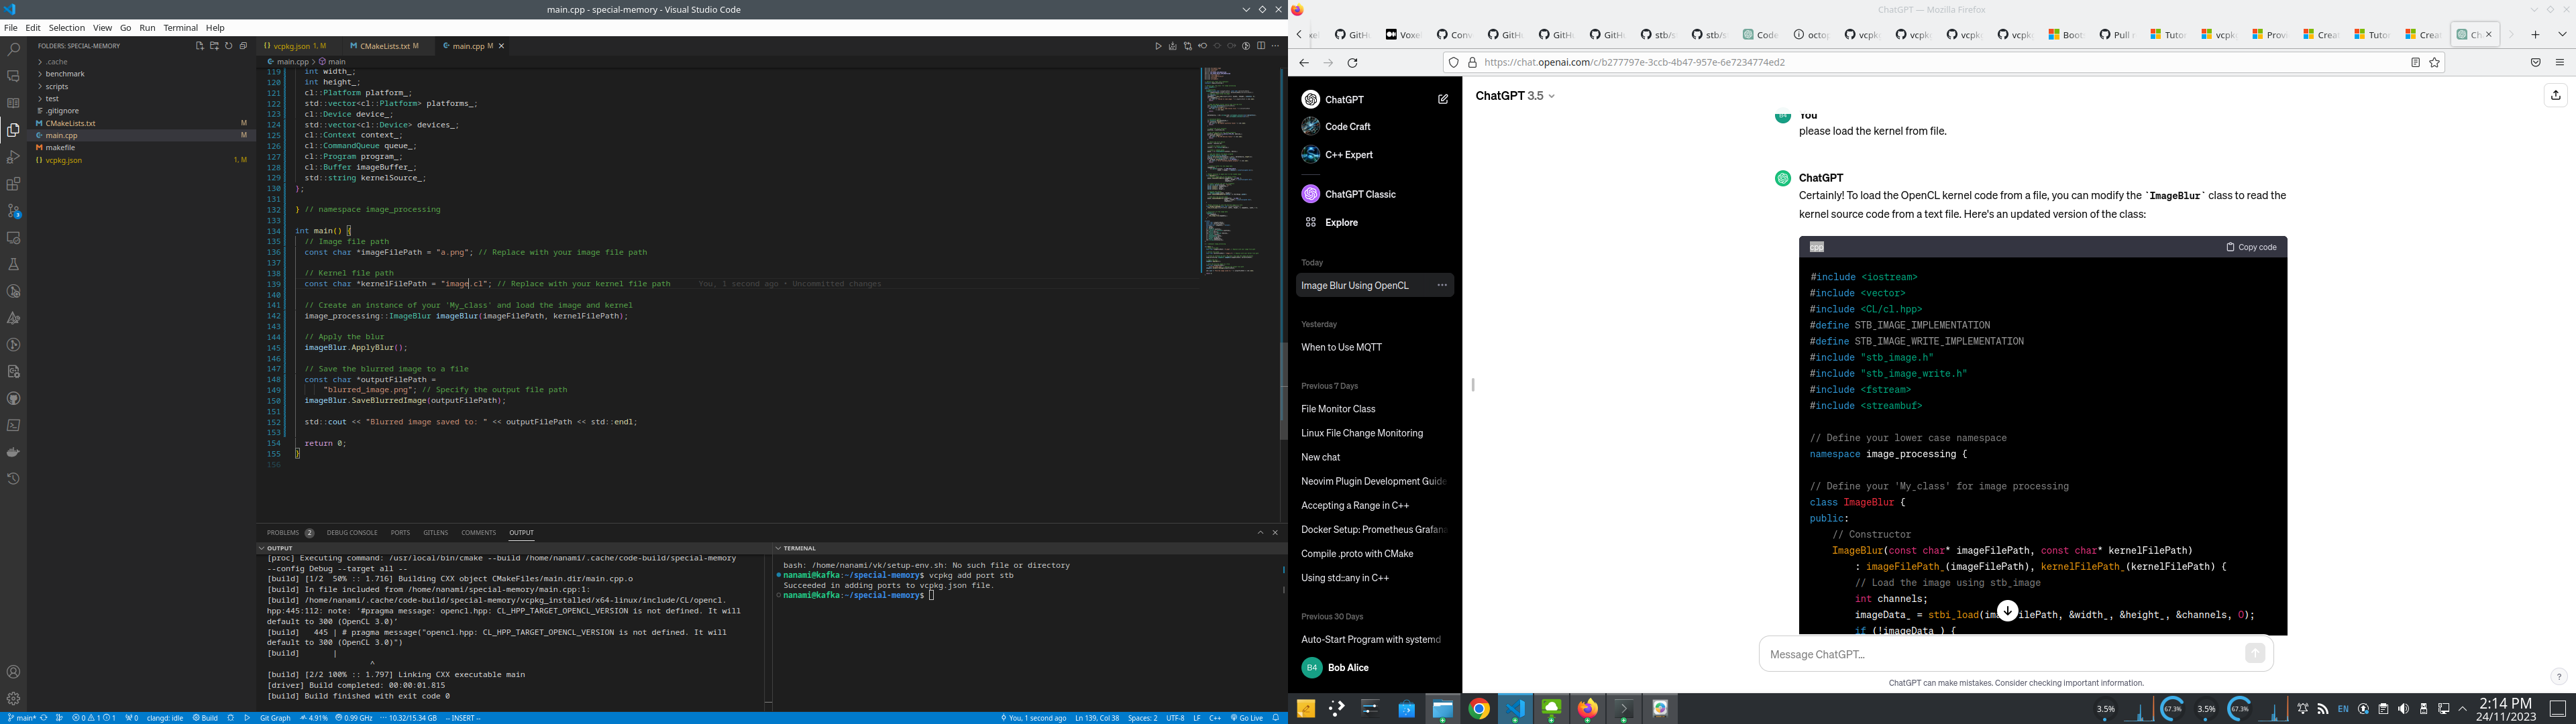 main.cpp - special-memory - Visual Studio Code
File Edit Selection View Go Run Terminal Help
FOLDERS: SPECIAL-MEMORY
.cache
benchmark
scripts
test
.gitignore
CMakeLists.txt M
main.cpp M
makefile
vcpkg.json 1, M
vcpkg.json 1, M CMakeLists.txt M main.cpp M
main.cpp > main
119 int width_;
120 int height_;
121 cl::Platform platform_;
122 std::vector<cl::Platform> platforms_;
123 cl::Device device_;
124 std::vector<cl::Device> devices_;
125 cl::Context context_;
126 cl::CommandQueue queue_;
127 cl::Program program_;
128 cl::Buffer imageBuffer_;
129 std::string kernelSource_;
130 };
131
132 } // namespace image_processing
133
134 int main() {
135 // Image file path
136 const char *imageFilePath = "a.png"; // Replace with your image file path
137
138 // Kernel file path
139 const char *kernelFilePath = "image.cl"; // Replace with your kernel file path You, 1 second ago • Uncommitted changes
140
141 // Create an instance of your 'My_class' and load the image and kernel
142 image_processing::ImageBlur imageBlur(imageFilePath, kernelFilePath);
143
144 // Apply the blur
145 imageBlur.ApplyBlur();
146
147 // Save the blurred image to a file
148 const char *outputFilePath =
149 "blurred_image.png"; // Specify the output file path
150 imageBlur.SaveBlurredImage(outputFilePath);
151
152 std::cout << "Blurred image saved to: " << outputFilePath << std::endl;
153
154 return 0;
155 }
156
PROBLEMS 2 DEBUG CONSOLE PORTS GITLENS COMMENTS OUTPUT
OUTPUT
[proc] Executing command: /usr/local/bin/cmake --build /home/nanami/.cache/code-build/special-memory
--config Debug --target all --
[build] [1/2 50% :: 1.716] Building CXX object CMakeFiles/main.dir/main.cpp.o
[build] In file included from /home/nanami/special-memory/main.cpp:1:
[build] /home/nanami/.cache/code-build/special-memory/vcpkg_installed/x64-linux/include/CL/opencl.
hpp:445:112: note: '#pragma message: opencl.hpp: CL_HPP_TARGET_OPENCL_VERSION is not defined. It will
default to 300 (OpenCL 3.0)'
[build] 445 | # pragma message("opencl.hpp: CL_HPP_TARGET_OPENCL_VERSION is not defined. It will
default to 300 (OpenCL 3.0)")
[build] |
^
[build] [2/2 100% :: 1.797] Linking CXX executable main
[driver] Build completed: 00:00:01.815
[build] Build finished with exit code 0
TERMINAL
bash: /home/nanami/vk/setup-env.sh: No such file or directory
nanami@kafka:~/special-memory$ vcpkg add port stb
Succeeded in adding ports to vcpkg.json file.
nanami@kafka:~/special-memory$
main* 0 1 1 0 clangd: idle Build Git Graph 4.91% 0.99 GHz 10.32/15.34 GB -- INSERT -- You, 1 second ago Ln 139, Col 38 Spaces: 2 UTF-8 LF C++ Go Live
ChatGPT — Mozilla Firefox
GitH Voxel Conv GitH GitH GitH stb/s stb/s Code octop vcpk vcpk vcpk vcpk Boot Pull r Tutor vcpk Prov Creat Tutor Creat Ch
https://chat.openai.com/c/b277797e-3ccb-4b47-957e-6e7234774ed2
ChatGPT
Code Craft
C++ Expert
ChatGPT Classic
Explore
Today
Image Blur Using OpenCL
Yesterday
When to Use MQTT
Previous 7 Days
File Monitor Class
Linux File Change Monitoring
New chat
Neovim Plugin Development Guide
Accepting a Range in C++
Docker Setup: Prometheus Grafana
Compile .proto with CMake
Using std::any in C++
Previous 30 Days
Auto-Start Program with systemd
B4 Bob Alice
ChatGPT 3.5
B4 You
please load the kernel from file.
ChatGPT
Certainly! To load the OpenCL kernel code from a file, you can modify the `ImageBlur` class to read the
kernel source code from a text file. Here's an updated version of the class:
cpp Copy code
#include <iostream>
#include <vector>
#include <CL/cl.hpp>
#define STB_IMAGE_IMPLEMENTATION
#define STB_IMAGE_WRITE_IMPLEMENTATION
#include "stb_image.h"
#include "stb_image_write.h"
#include <fstream>
#include <streambuf>
// Define your lower case namespace
namespace image_processing {
// Define your 'My_class' for image processing
class ImageBlur {
public:
// Constructor
ImageBlur(const char* imageFilePath, const char* kernelFilePath)
: imageFilePath_(imageFilePath), kernelFilePath_(kernelFilePath) {
// Load the image using stb_image
int channels;
imageData_ = stbi_load(imageFilePath, &width_, &height_, &channels, 0);
if (!imageData_) {
Message ChatGPT...
ChatGPT can make mistakes. Consider checking important information.
?
3.5% 67.3% 3.5% 67.3% EN 2:14 PM
24/11/2023